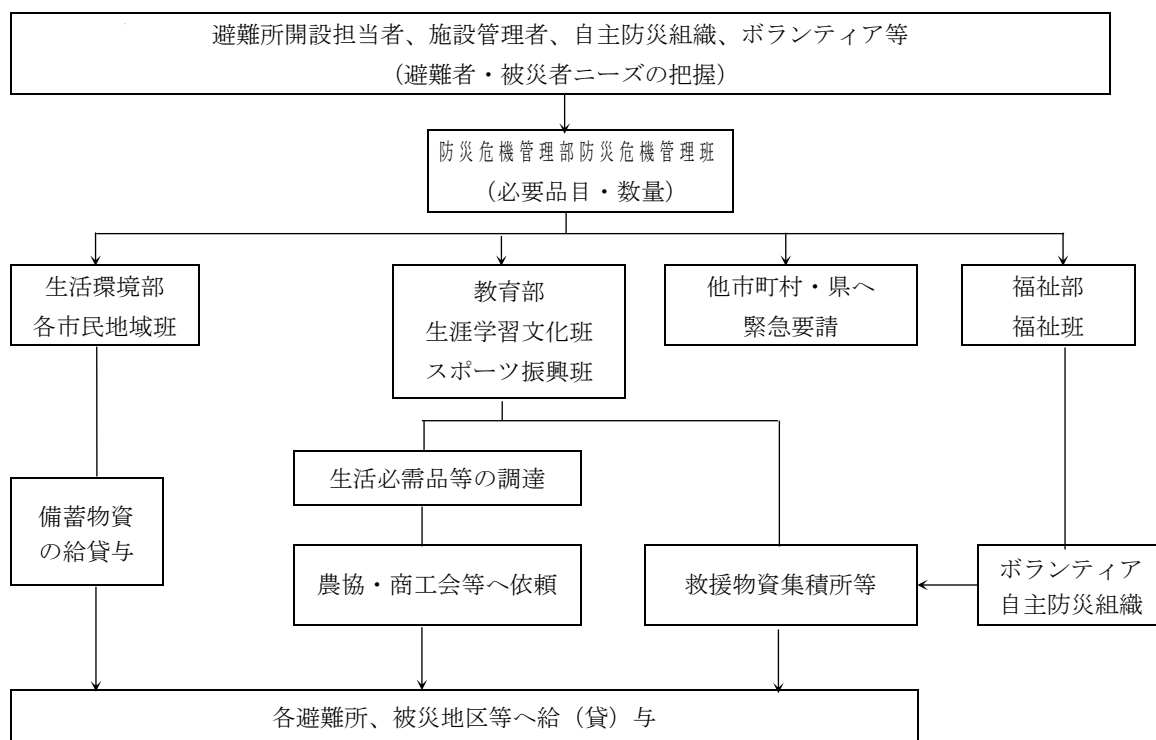 避難所開設担当者、施設管理者、自主防災組織、ボランティア等
（避難者・被災者ニーズの把握）
防災危機管理部防災危機管理班
（必要品目・数量）
生活環境部
各市民地域班
教育部
生涯学習文化班
スポーツ振興班
他市町村・県へ
緊急要請
福祉部
福祉班
生活必需品等の調達
備蓄物資
の給貸与
農協・商工会等へ依頼
救援物資集積所等
ボランティア
自主防災組織
各避難所、被災地区等へ給（貸）与